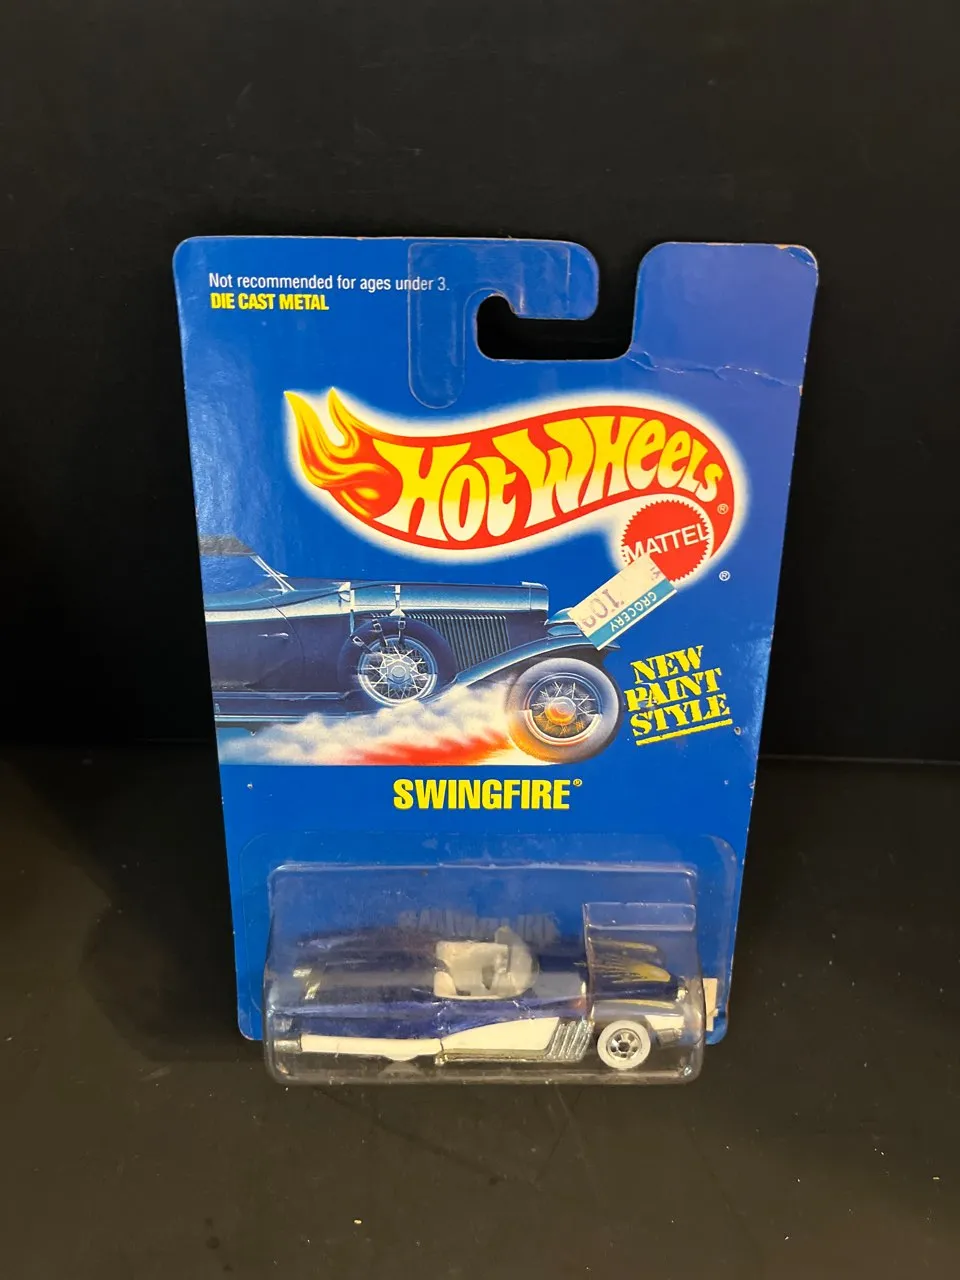 Not recommended for ages under 3.
DIE CAST METAL
HOT WHEELS®
MATTEL
®
GROCERY
NEW
PAINT
STYLE
SWINGFIRE®